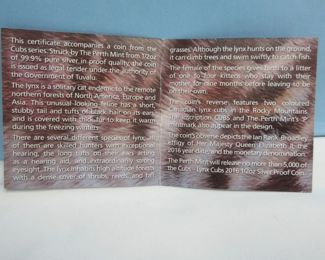 This certificate accompanies a coin from the
Cubs series. Struck by The Perth Mint from 1/2oz
of 99.9% pure silver in proof quality, the coin
is issued as legal tender under the authority of
the Government of Tuvalu.
The lynx is a solitary cat endemic to the remote
northern forests of North America, Europe and
Asia. This unusual looking feline has a short,
stubby tail and tufts of black hair on its ears,
and is covered with thick fur to keep it warm
during the freezing winters.
There are several different species of lynx, all
of them are skilled hunters with exceptional
hearing, the long tufts on their ears acting
as a hearing aid, and extraordinarily strong
eyesight. The lynx inhabits high altitude forests
with a dense cover of shrubs, reeds, and tall
grasses. Although the lynx hunts on the ground,
it can climb trees and swim swiftly to catch fish.
The female of the species gives birth to a litter
of one to four kittens who stay with their
mother for nine months before leaving to be
on their own.
The coin's reverse features two coloured
Canadian lynx cubs in the Rocky Mountains.
The inscription CUBS and The Perth Mint's 'P'
mintmark also appear in the design.
The coin's obverse depicts the Ian Rank-Broadley
effigy of Her Majesty Queen Elizabeth II, the
2016 year-date, and the monetary denomination.
The Perth Mint will release no more than 5,000 of
the Cubs – Lynx Cubs 2016 1/2oz Silver Proof Coin.